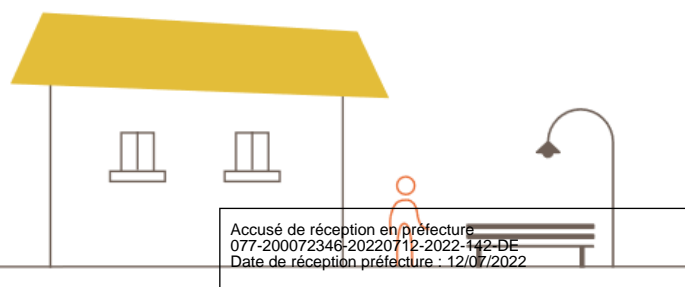 Accusé de réception en préfecture
077-200072346-20220712-2022-142-DE
Date de réception préfecture : 12/07/2022